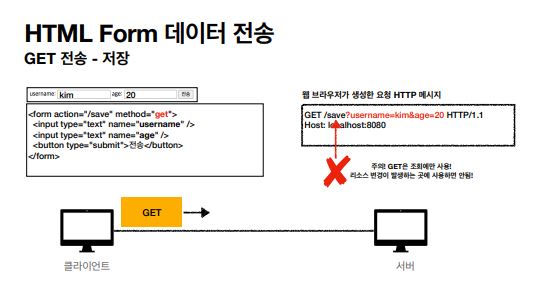 HTML Form 데이터 전송
GET 전송 - 저장
username: kim age: 20 전송
<form action="/save" method="get">
<input type="text" name="username" />
<input type="text" name="age" />
<button type="submit">전송</button>
</form>
웹 브라우저가 생성한 요청 HTTP 메시지
GET /save?username=kim&age=20 HTTP/1.1
Host: localhost:8080
주의! GET은 조회에만 사용!
리소스 변경이 발생하는 곳에 사용하면 안됨!
GET
클라이언트
서버